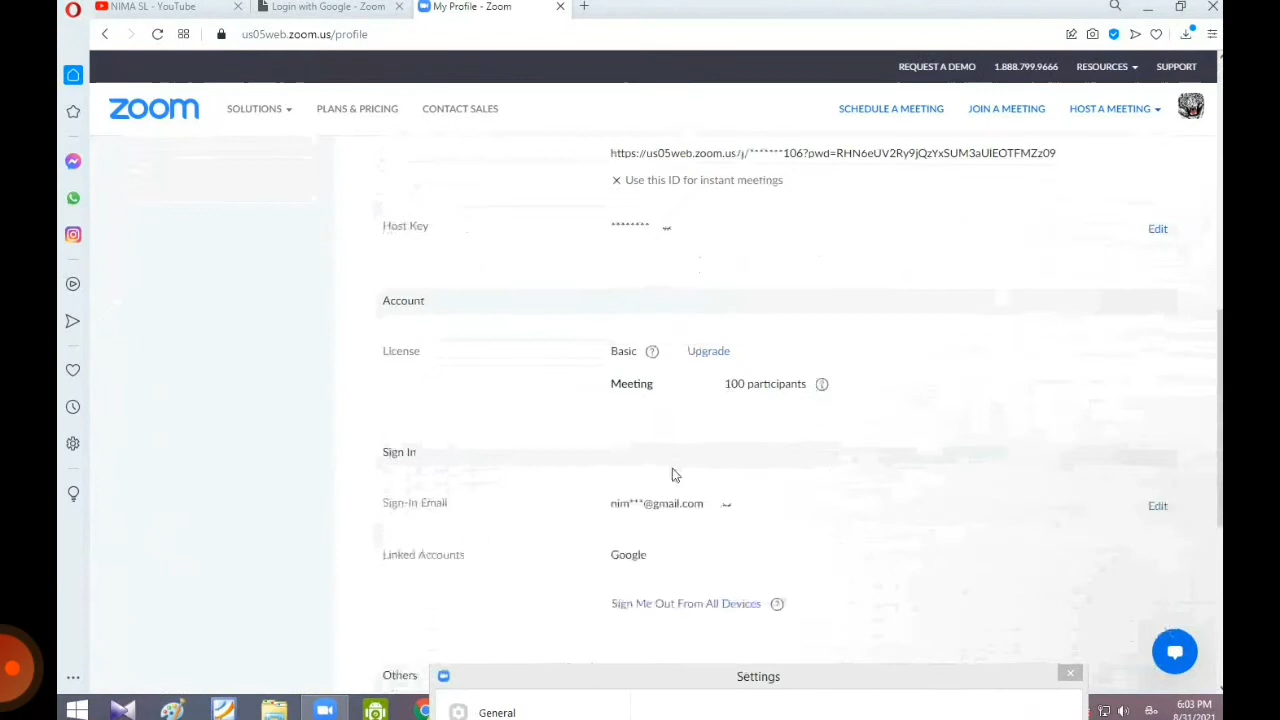 NIMA SL - YouTube
Login with Google - Zoom
My Profile - Zoom
us05web.zoom.us/profile
REQUEST A DEMO 1.888.799.9666 RESOURCES SUPPORT
zoom SOLUTIONS PLANS & PRICING CONTACT SALES SCHEDULE A MEETING JOIN A MEETING HOST A MEETING
https://us05web.zoom.us/j/*******106?pwd=RHN6eUV2Ry9jQzYxSUM3aUlEOTFMZz09
× Use this ID for instant meetings
Host Key ******** Edit
Account
License Basic ? Upgrade
Meeting 100 participants
Sign In
Sign-In Email nim***@gmail.com Edit
Linked Accounts Google
Sign Me Out From All Devices ?
Others
Settings
General
6:03 PM
8/31/2021